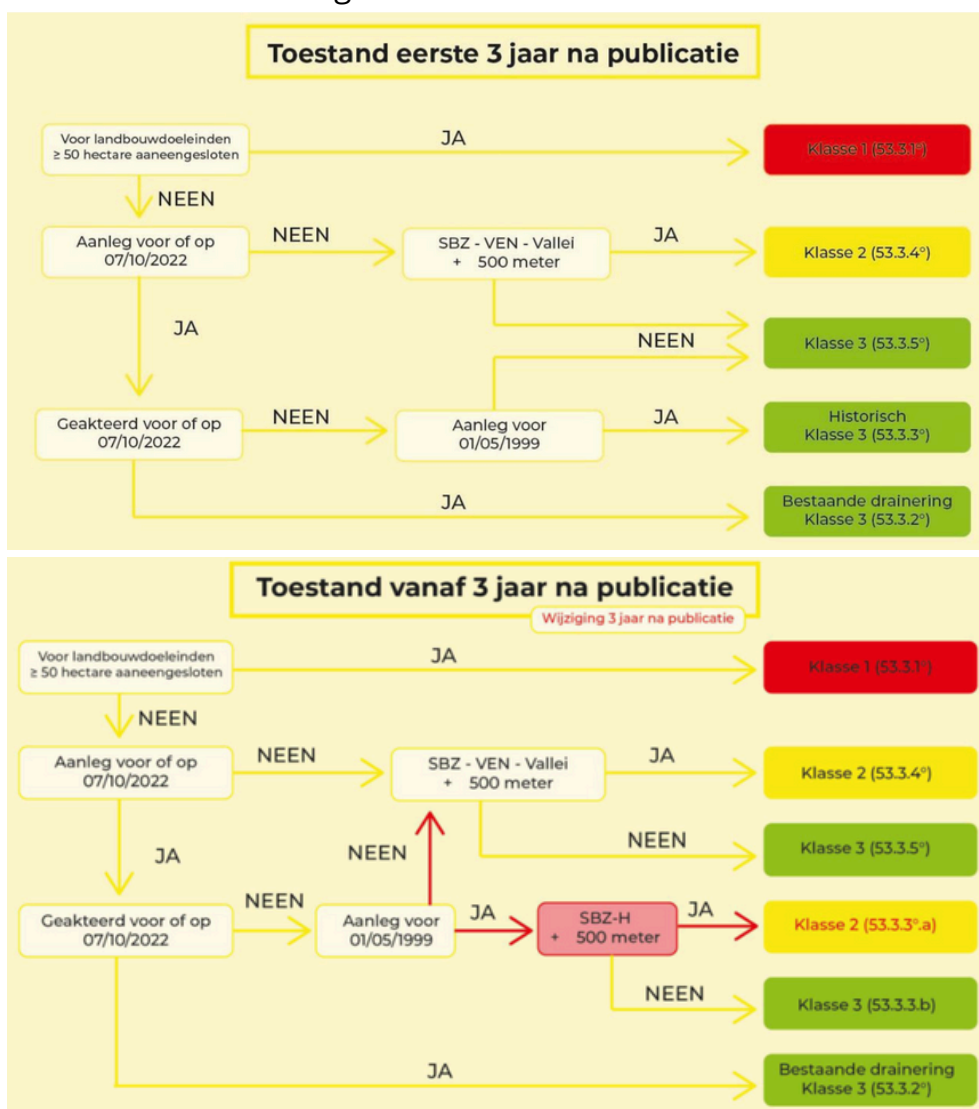 Toestand eerste 3 jaar na publicatie
Voor landbouwdoeleinden
≥ 50 hectare aaneengesloten
JA
Klasse 1 (53.3.1°)
NEEN
Aanleg voor of op
07/10/2022
NEEN
SBZ - VEN - Vallei
+ 500 meter
JA
Klasse 2 (53.3.4°)
JA
NEEN
Klasse 3 (53.3.5°)
Geakteerd voor of op
07/10/2022
NEEN
Aanleg voor
01/05/1999
JA
Historisch
Klasse 3 (53.3.3°)
JA
Bestaande drainering
Klasse 3 (53.3.2°)
Toestand vanaf 3 jaar na publicatie
Wijziging 3 jaar na publicatie
Voor landbouwdoeleinden
≥ 50 hectare aaneengesloten
JA
Klasse 1 (53.3.1°)
NEEN
Aanleg voor of op
07/10/2022
NEEN
SBZ - VEN - Vallei
+ 500 meter
JA
Klasse 2 (53.3.4°)
JA
NEEN
NEEN
Klasse 3 (53.3.5°)
Geakteerd voor of op
07/10/2022
NEEN
Aanleg voor
01/05/1999
JA
SBZ-H
+ 500 meter
JA
Klasse 2 (53.3.3°.a)
NEEN
Klasse 3 (53.3.3.b)
JA
Bestaande drainering
Klasse 3 (53.3.2°)